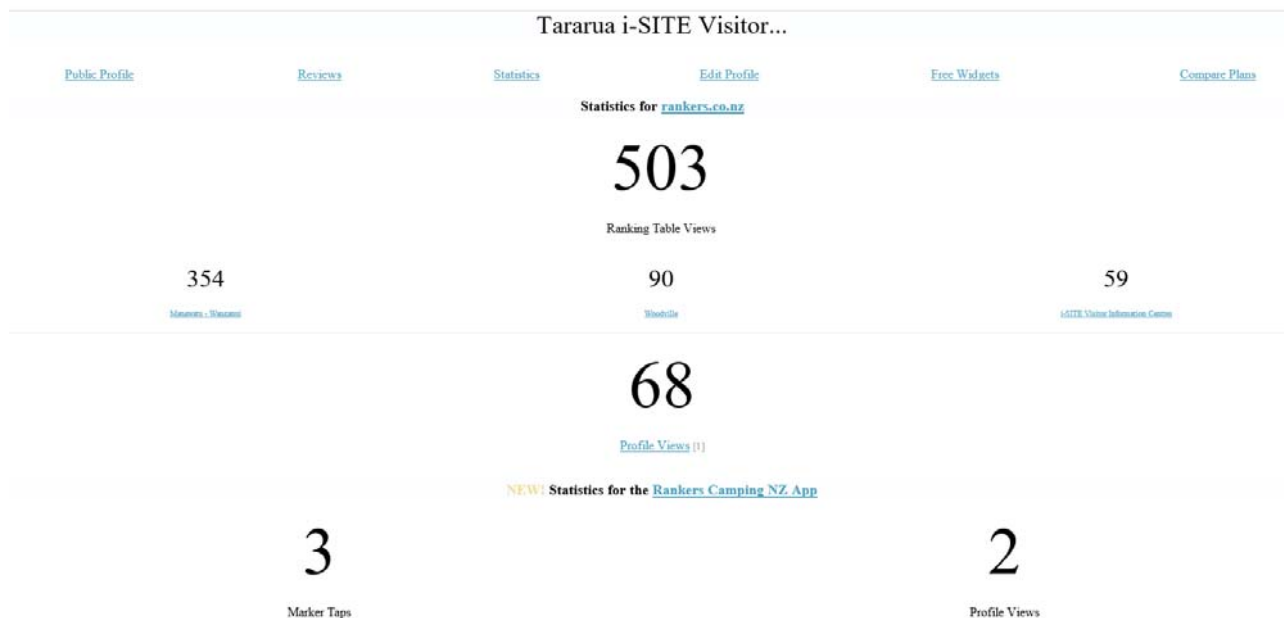 Tararua i-SITE Visitor...
Public Profile Reviews Statistics Edit Profile Free Widgets Compare Plans
Statistics for rankers.co.nz
503
Ranking Table Views
354 90 59
Manawatu - Wanganui Woodville i-SITE Visitor Information Centres
68
Profile Views [1]
NEW! Statistics for the Rankers Camping NZ App
3 2
Marker Taps Profile Views